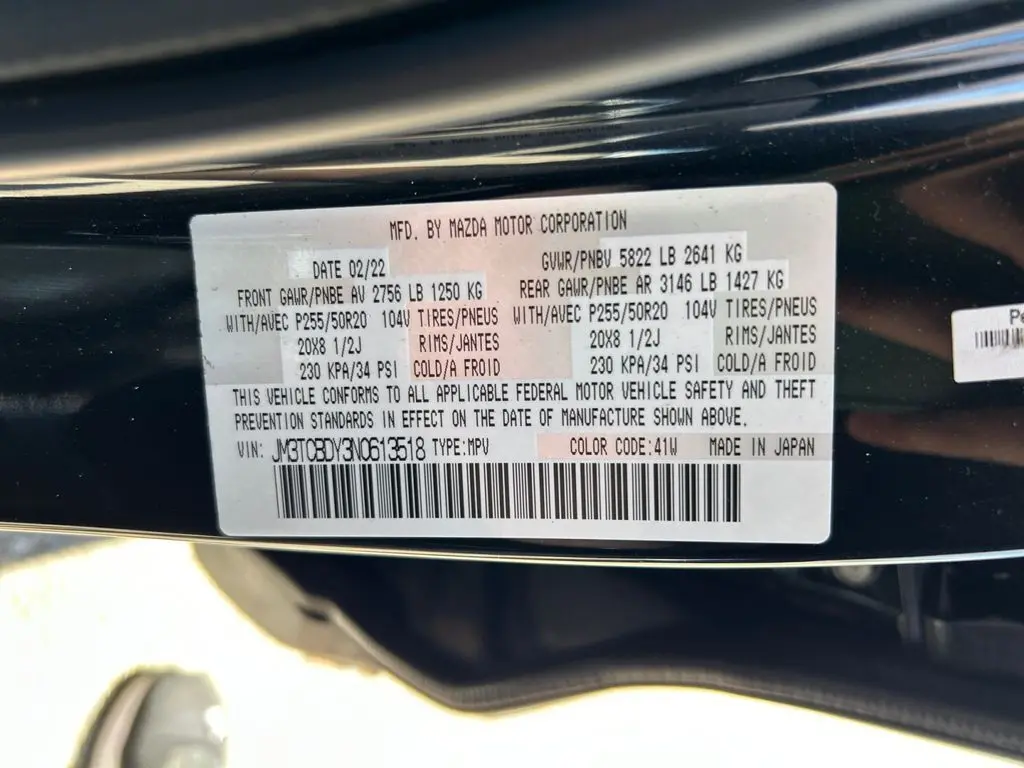 MFD. BY MAZDA MOTOR CORPORATION
DATE 02/22 GVWR/PNBV 5822 LB 2641 KG
FRONT GAWR/PNBE AV 2756 LB 1250 KG REAR GAWR/PNBE AR 3146 LB 1427 KG
WITH/AVEC P255/50R20 104V TIRES/PNEUS WITH/AVEC P255/50R20 104V TIRES/PNEUS
20X8 1/2J RIMS/JANTES 20X8 1/2J RIMS/JANTES
230 KPA/34 PSI COLD/A FROID 230 KPA/34 PSI COLD/A FROID
THIS VEHICLE CONFORMS TO ALL APPLICABLE FEDERAL MOTOR VEHICLE SAFETY AND THEFT
PREVENTION STANDARDS IN EFFECT ON THE DATE OF MANUFACTURE SHOWN ABOVE.
VIN: JM3TCBDY3N0613518 TYPE:MPV COLOR CODE:41W MADE IN JAPAN